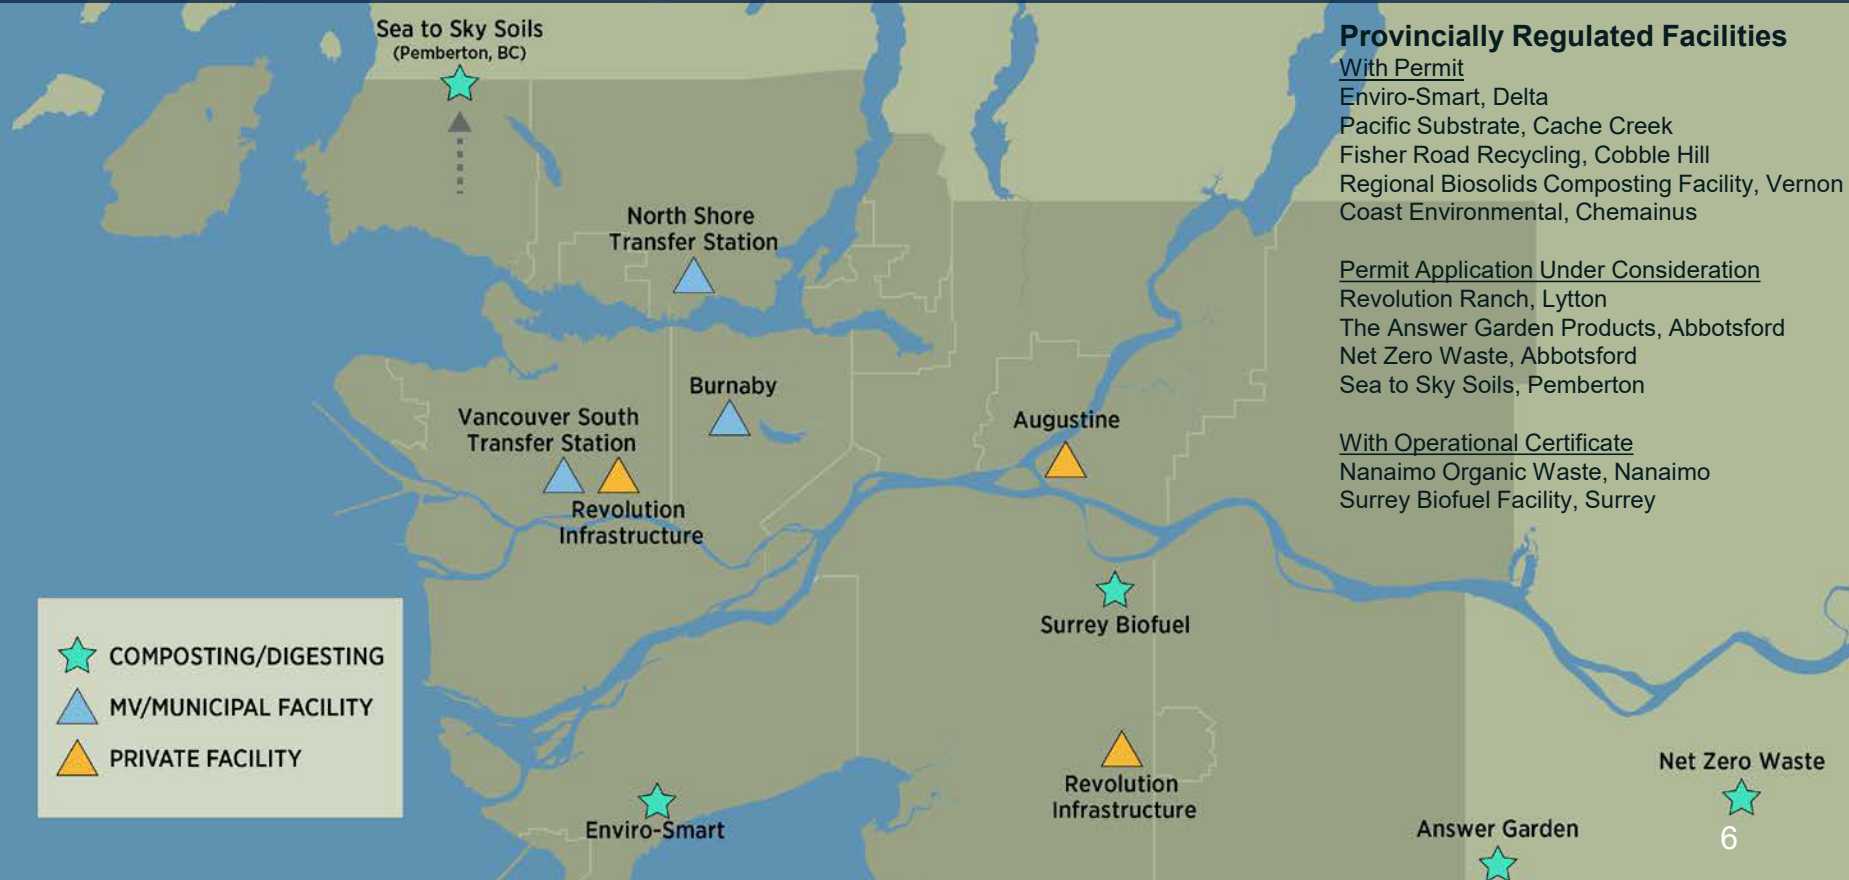 Sea to Sky Soils
(Pemberton, BC)
North Shore
Transfer Station
Burnaby
Vancouver South
Transfer Station
Revolution
Infrastructure
Augustine
Surrey Biofuel
Revolution
Infrastructure
Enviro-Smart
Answer Garden
Net Zero Waste
COMPOSTING/DIGESTING
MV/MUNICIPAL FACILITY
PRIVATE FACILITY
Provincially Regulated Facilities
With Permit
Enviro-Smart, Delta
Pacific Substrate, Cache Creek
Fisher Road Recycling, Cobble Hill
Regional Biosolids Composting Facility, Vernon
Coast Environmental, Chemainus
Permit Application Under Consideration
Revolution Ranch, Lytton
The Answer Garden Products, Abbotsford
Net Zero Waste, Abbotsford
Sea to Sky Soils, Pemberton
With Operational Certificate
Nanaimo Organic Waste, Nanaimo
Surrey Biofuel Facility, Surrey
6